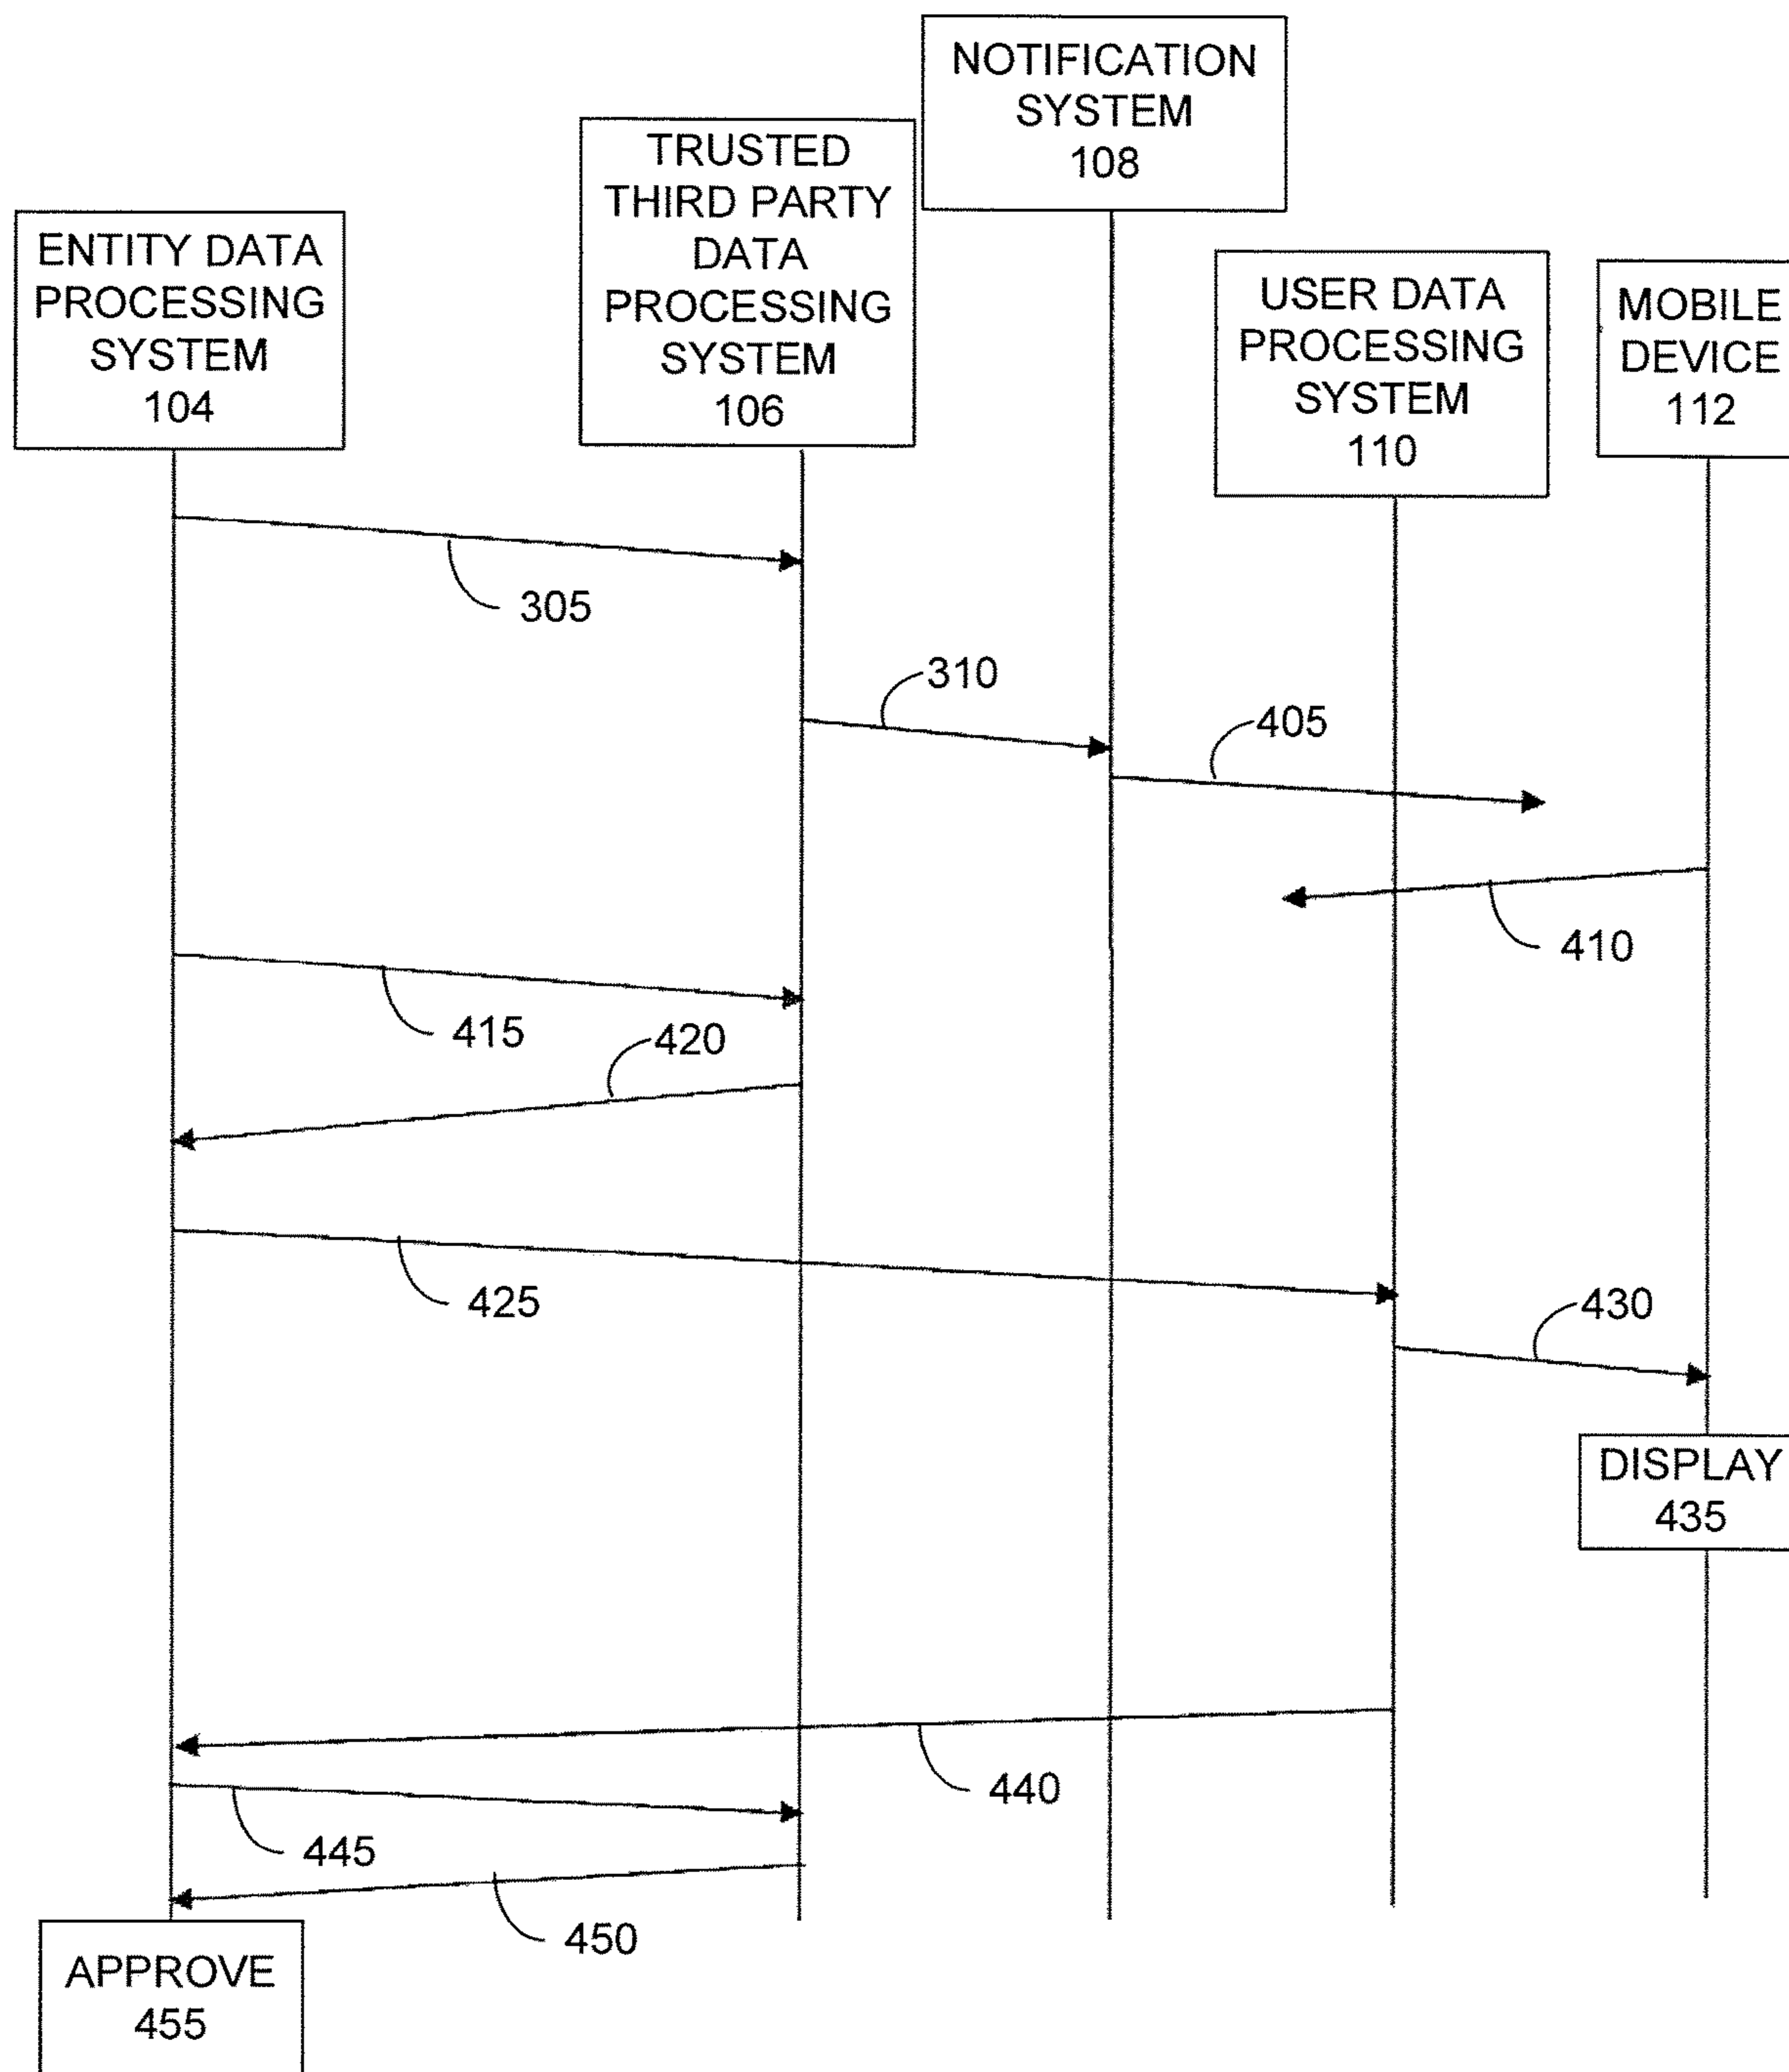 NOTIFICATION
SYSTEM
108
TRUSTED
THIRD PARTY
DATA
PROCESSING
SYSTEM
106
ENTITY DATA
PROCESSING
SYSTEM
104
USER DATA
PROCESSING
SYSTEM
110
MOBILE
DEVICE
112
305
310
405
410
415
420
425
430
DISPLAY
435
440
445
450
APPROVE
455